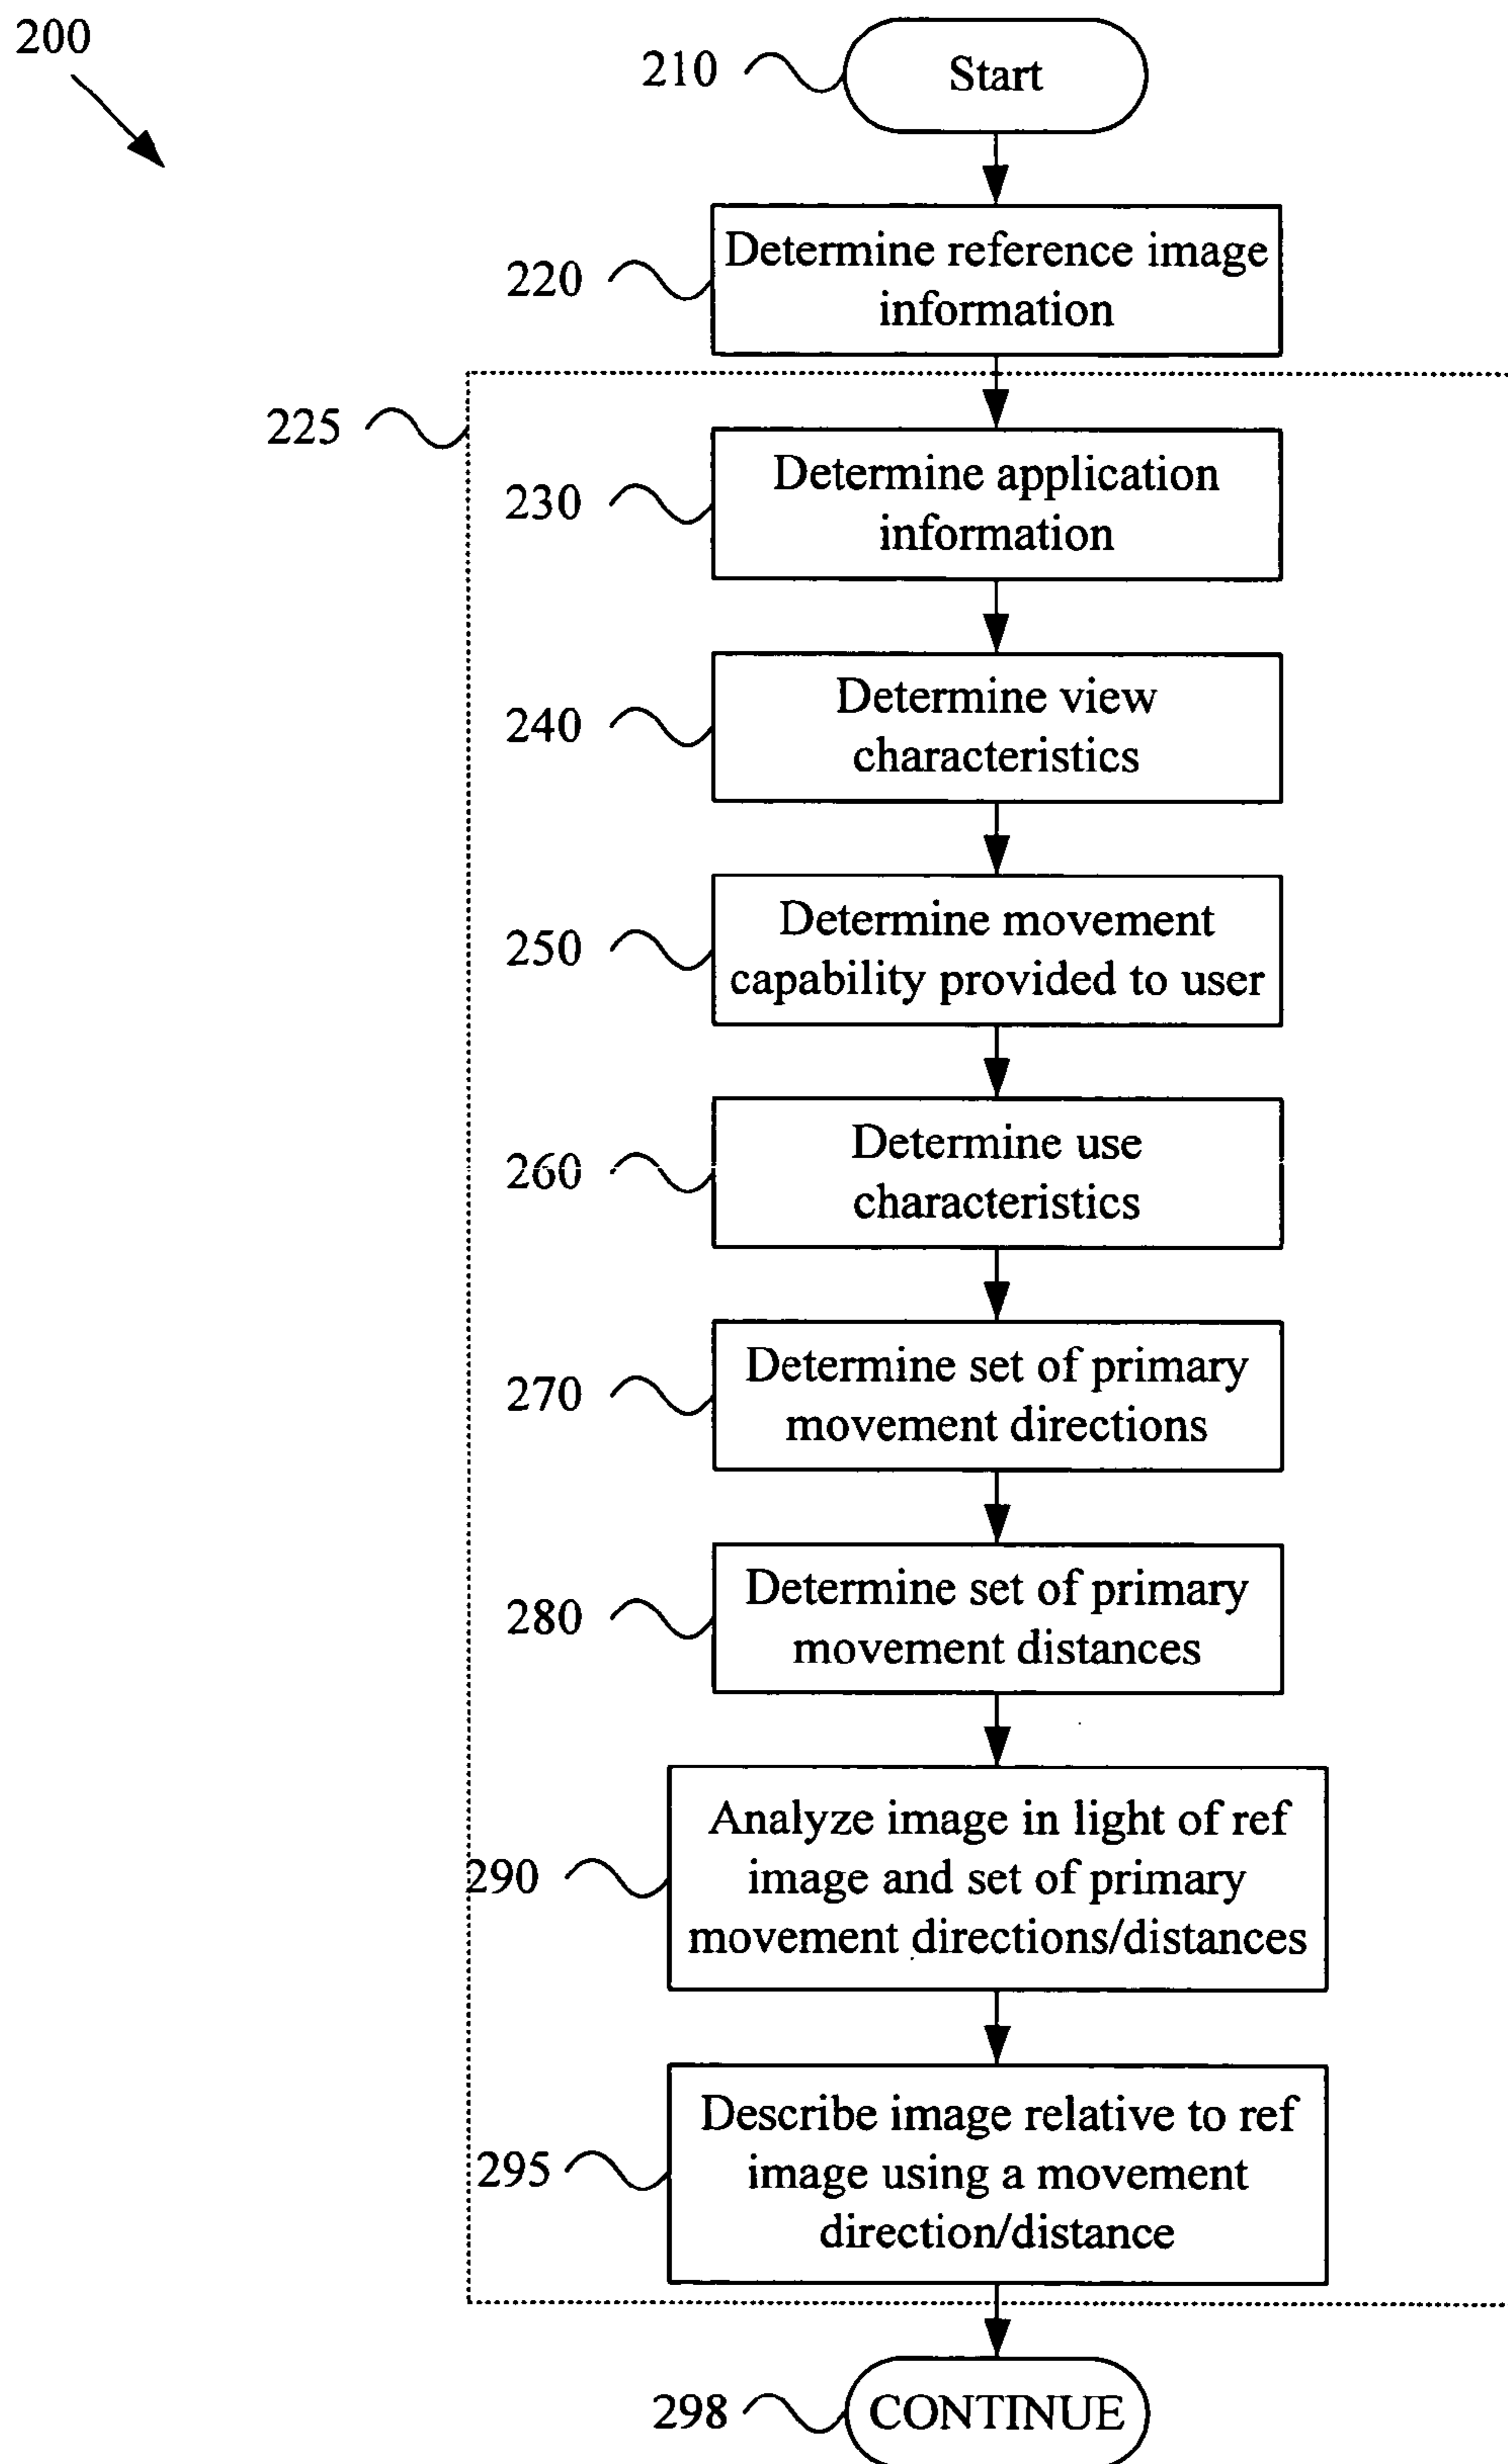 200
210
Start
220
Determine reference image
information
225
230
Determine application
information
240
Determine view
characteristics
250
Determine movement
capability provided to user
260
Determine use
characteristics
270
Determine set of primary
movement directions
280
Determine set of primary
movement distances
290
Analyze image in light of ref
image and set of primary
movement directions/distances
295
Describe image relative to ref
image using a movement
direction/distance
298
CONTINUE